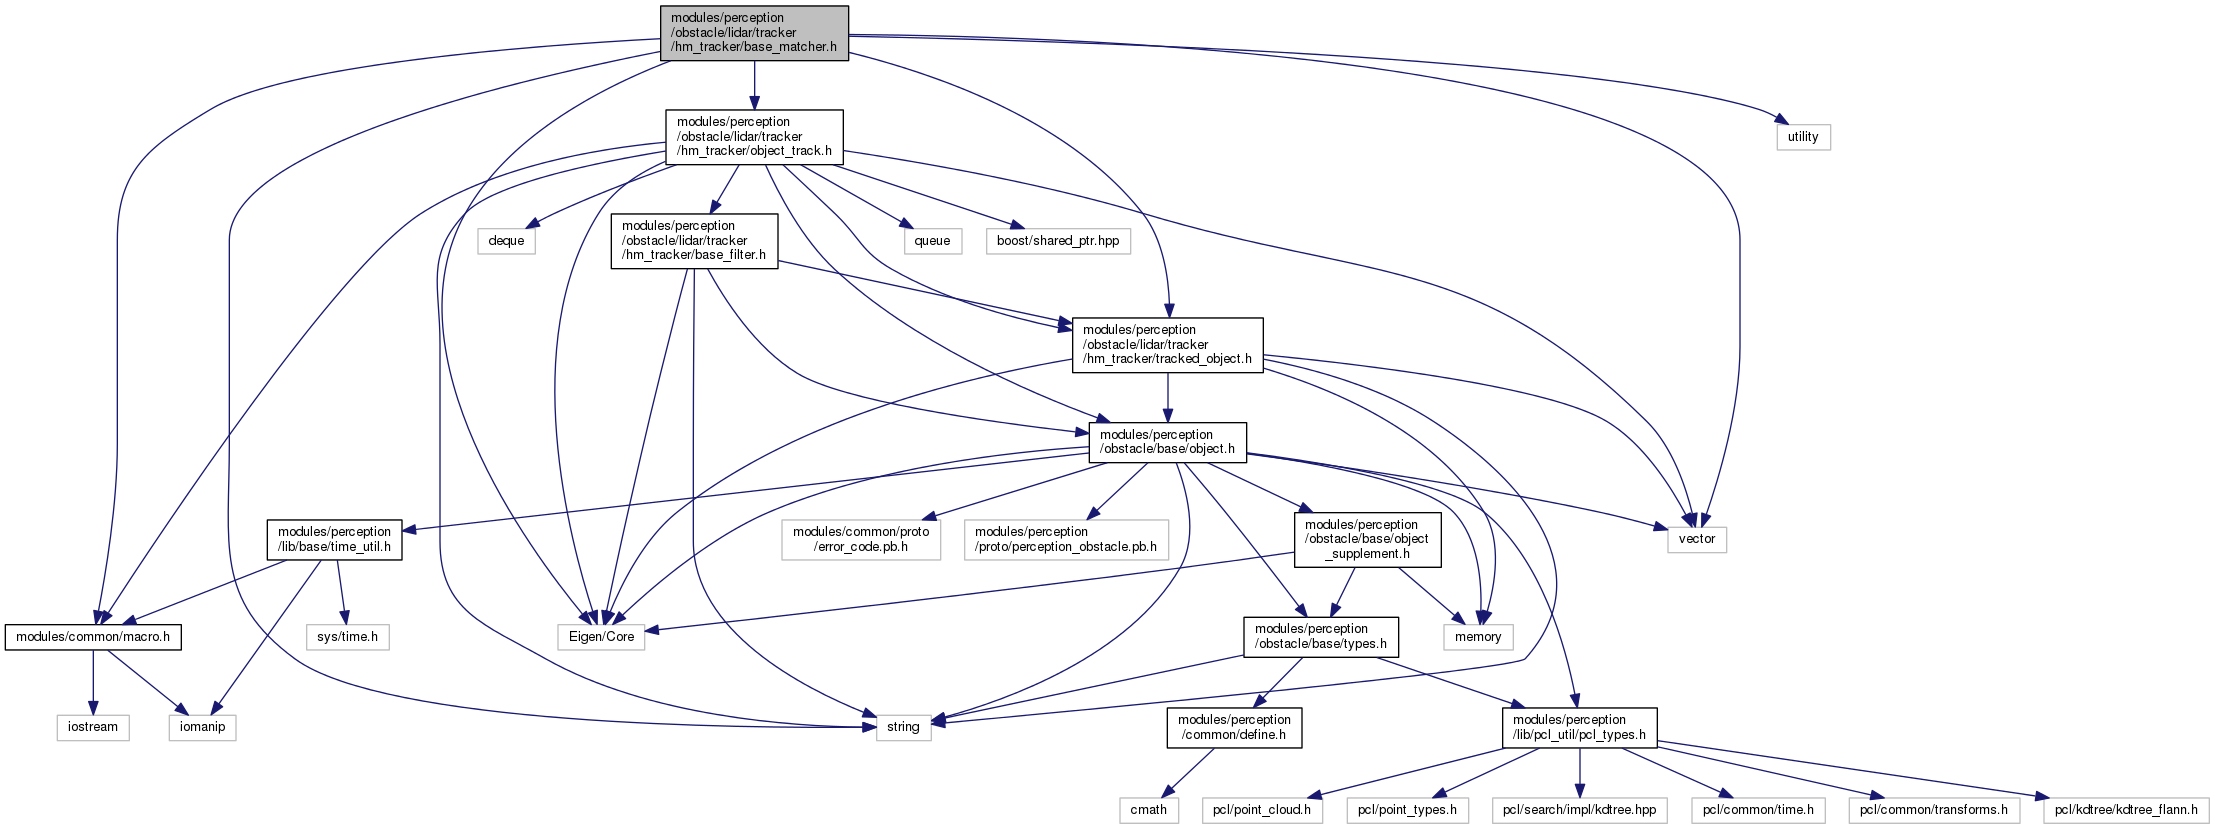 modules/perception
/obstacle/lidar/tracker
/hm_tracker/base_matcher.h
modules/perception
/obstacle/lidar/tracker
/hm_tracker/object_track.h
utility
modules/perception
/obstacle/lidar/tracker
/hm_tracker/base_filter.h
deque
queue
boost/shared_ptr.hpp
modules/perception
/obstacle/lidar/tracker
/hm_tracker/tracked_object.h
modules/perception
/obstacle/base/object.h
modules/perception
/lib/base/time_util.h
modules/common/proto
/error_code.pb.h
modules/perception
/proto/perception_obstacle.pb.h
modules/perception
/obstacle/base/object
_supplement.h
vector
modules/common/macro.h
sys/time.h
Eigen/Core
modules/perception
/obstacle/base/types.h
memory
iostream
iomanip
string
modules/perception
/common/define.h
modules/perception
/lib/pcl_util/pcl_types.h
cmath
pcl/point_cloud.h
pcl/point_types.h
pcl/search/impl/kdtree.hpp
pcl/common/time.h
pcl/common/transforms.h
pcl/kdtree/kdtree_flann.h